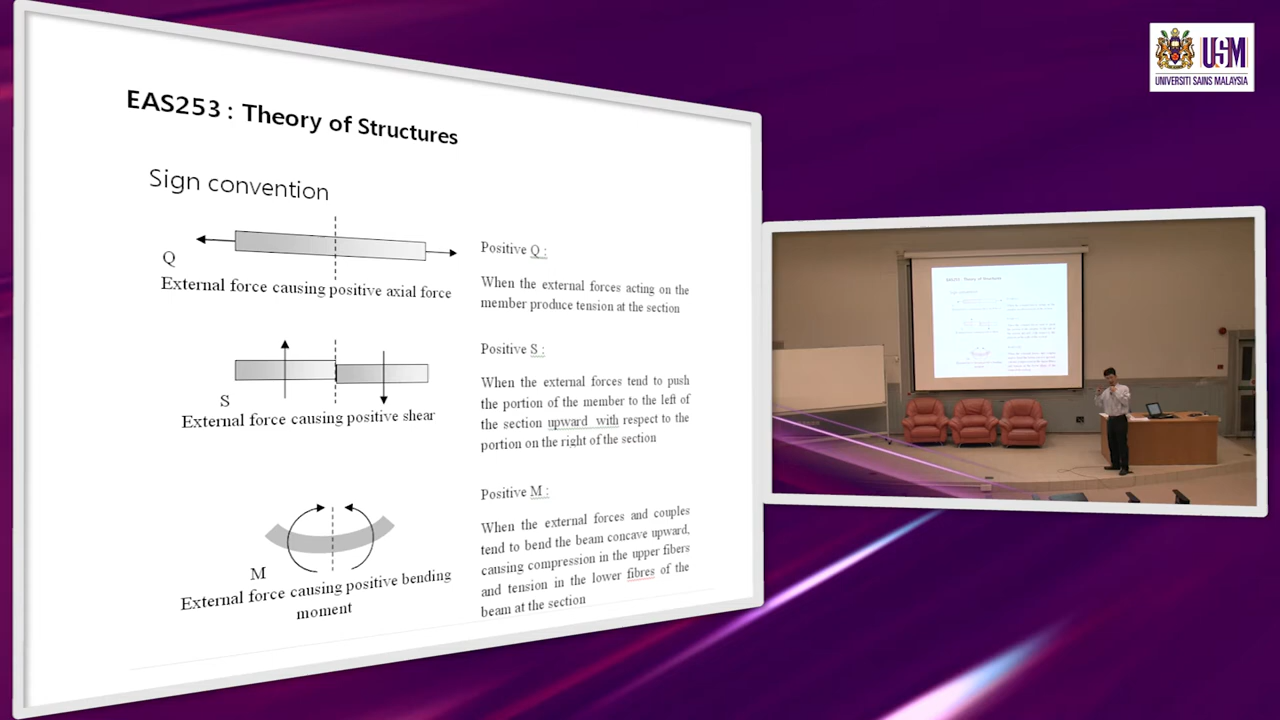 EAS253 : Theory of Structures
Sign convention
Q
External force causing positive axial force
Positive Q :
When the external forces acting on the
member produce tension at the section
S
External force causing positive shear
Positive S :
When the external forces tend to push
the portion of the member to the left of
the section upward with respect to the
portion on the right of the section
M
External force causing positive bending
moment
Positive M :
When the external forces and couples
tend to bend the beam concave upward,
causing compression in the upper fibers
and tension in the lower fibres of the
beam at the section
USM
UNIVERSITI SAINS MALAYSIA